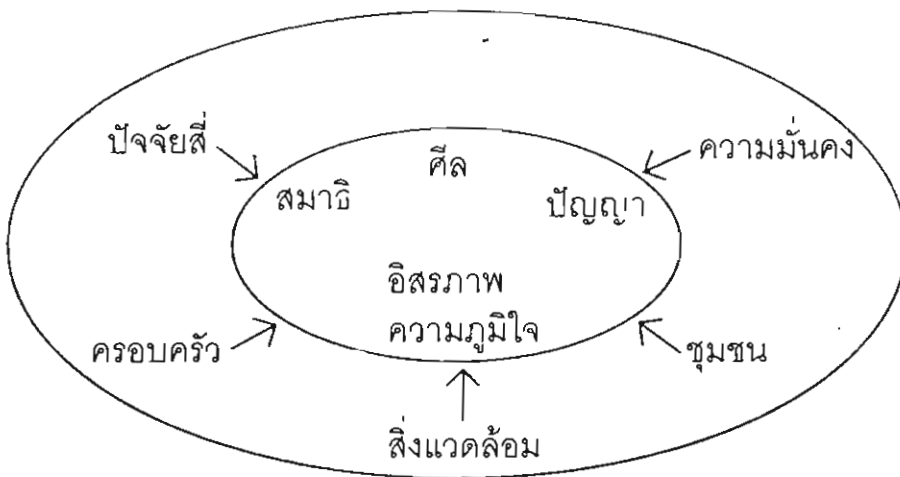 ปัจจัยสี่
ความมั่นคง
ศีล
สมาธิ
ปัญญา
อิสรภาพ
ความภูมิใจ
ครอบครัว
ชุมชน
สิ่งแวดล้อม